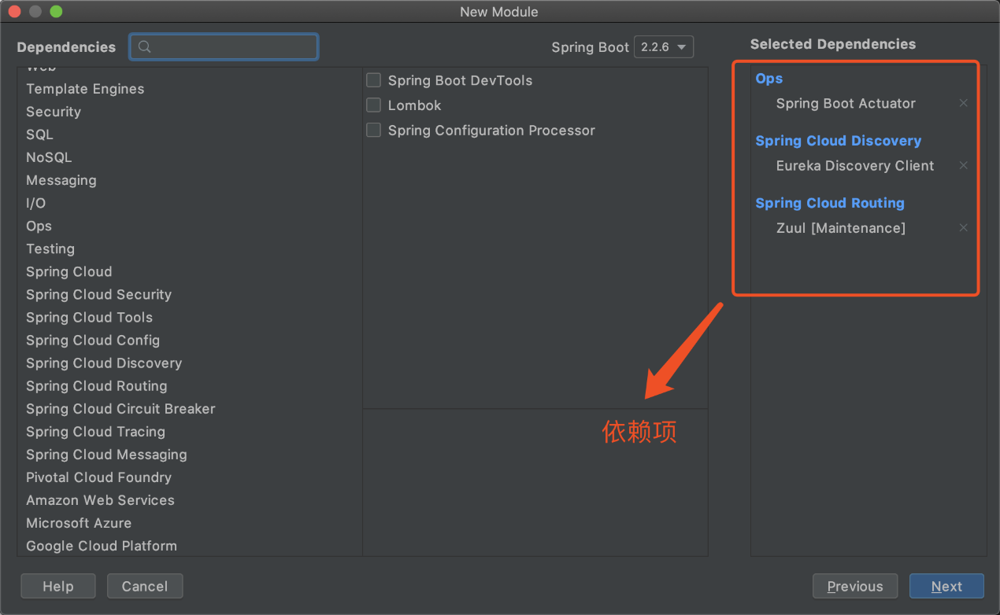 New Module
Dependencies
Spring Boot 2.2.6
Selected Dependencies
Web
Template Engines
Security
SQL
NoSQL
Messaging
I/O
Ops
Testing
Spring Cloud
Spring Cloud Security
Spring Cloud Tools
Spring Cloud Config
Spring Cloud Discovery
Spring Cloud Routing
Spring Cloud Circuit Breaker
Spring Cloud Tracing
Spring Cloud Messaging
Pivotal Cloud Foundry
Amazon Web Services
Microsoft Azure
Google Cloud Platform
Spring Boot DevTools
Lombok
Spring Configuration Processor
Ops
Spring Boot Actuator
Spring Cloud Discovery
Eureka Discovery Client
Spring Cloud Routing
Zuul [Maintenance]
依赖项
Help
Cancel
Previous
Next